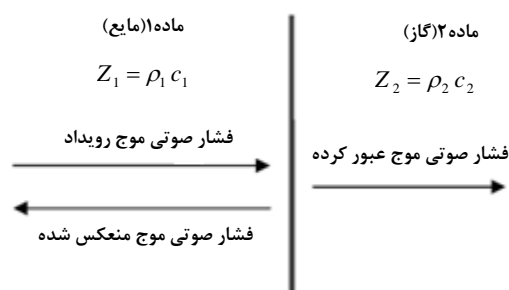 ماده۱(مایع)
ماده۲(گاز)
Z₁ = ρ₁ c₁
Z₂ = ρ₂ c₂
فشار صوتی موج رویداد
فشار صوتی موج عبور کرده
فشار صوتی موج منعکس شده